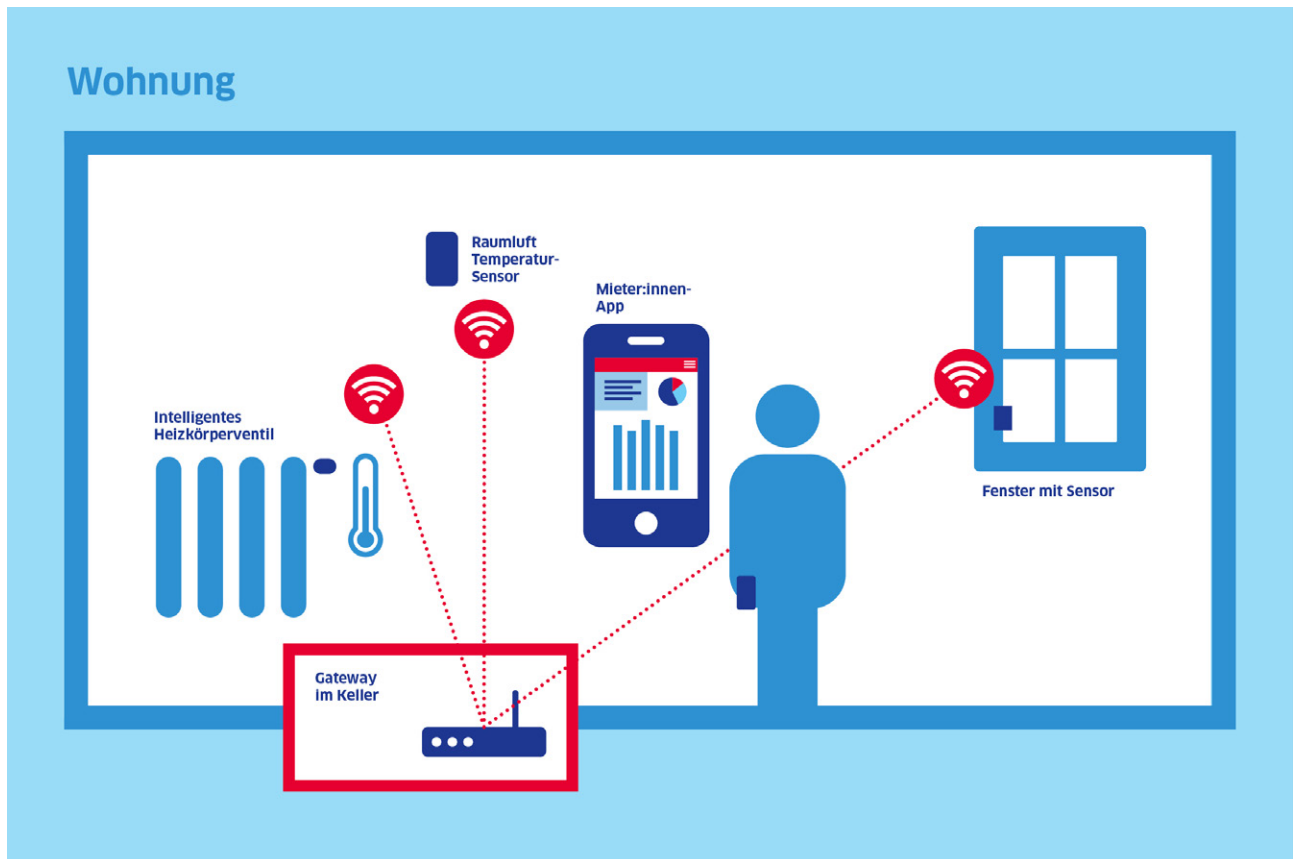 Wohnung
Raumluft
Temperatur-
Sensor
Mieter:innen-
App
Intelligentes
Heizkörperventil
Fenster mit Sensor
Gateway
im Keller